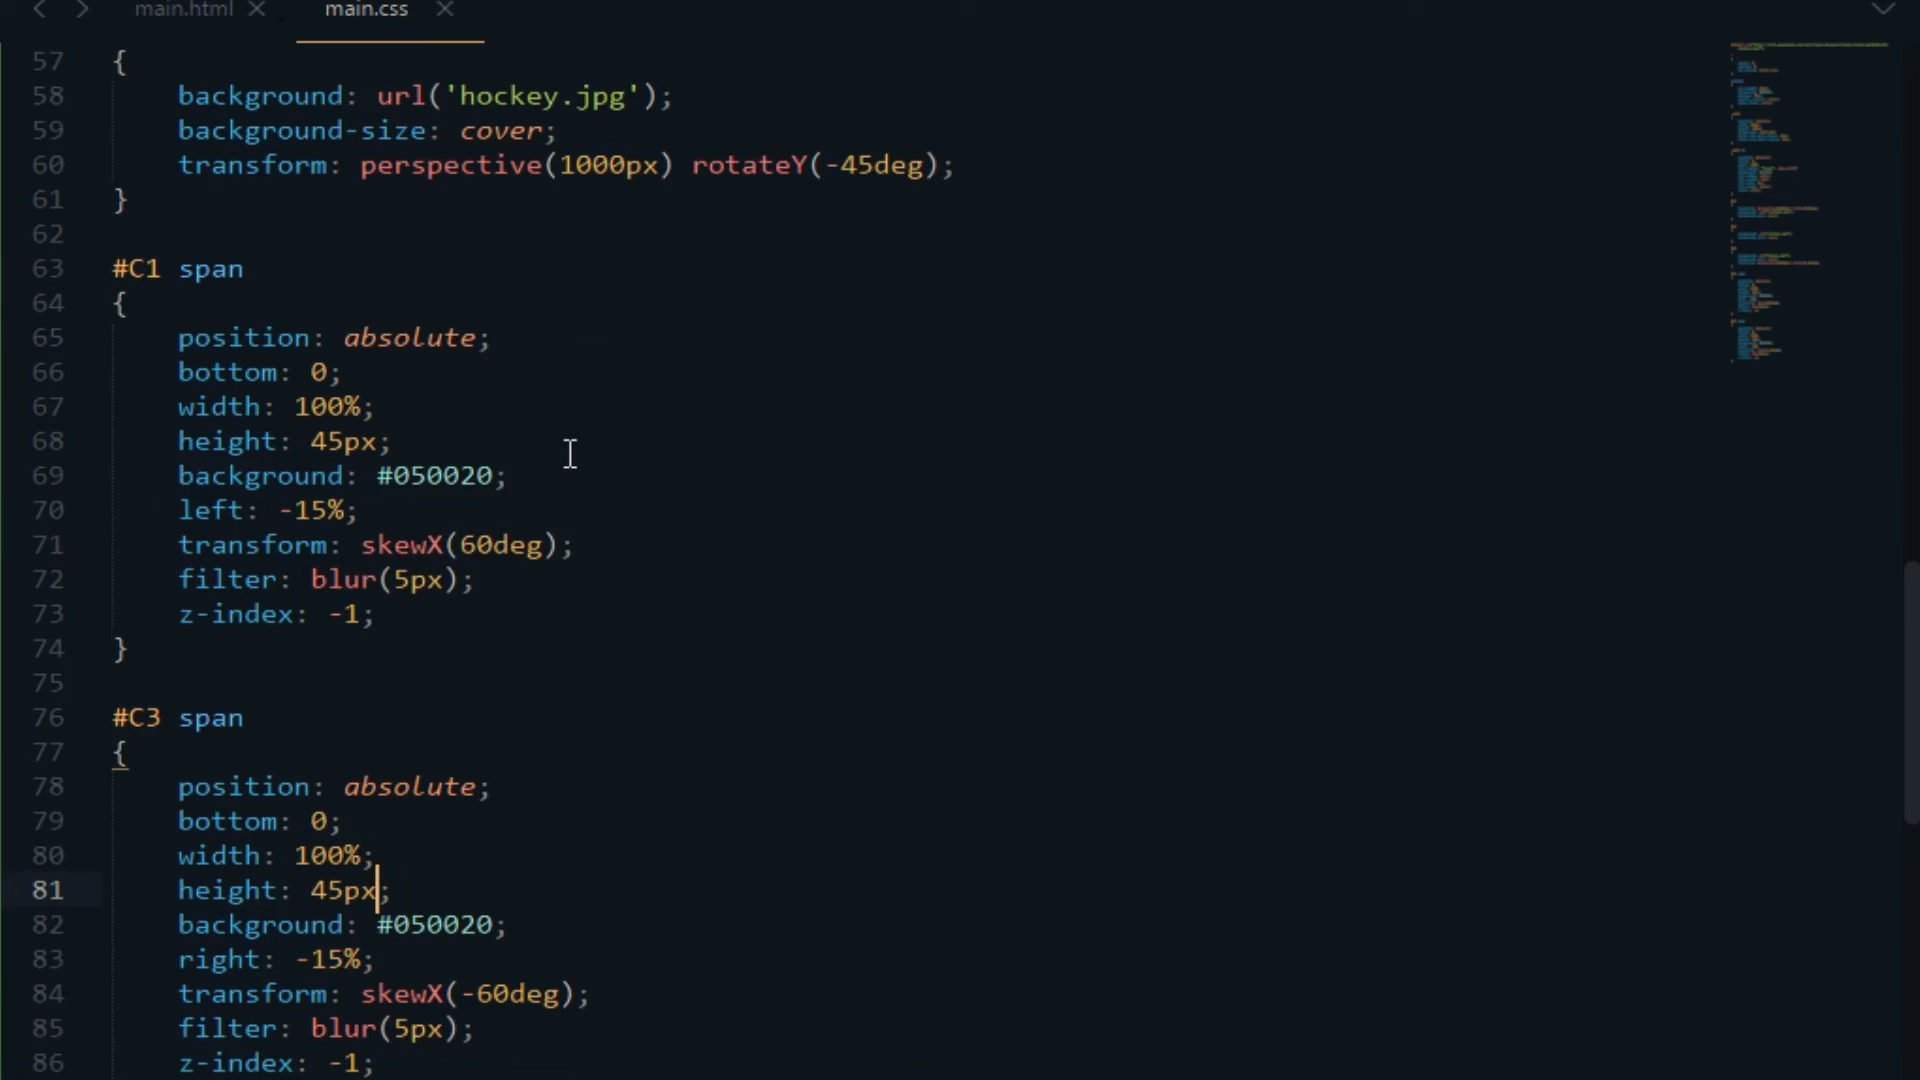 main.html
main.css
57 {
58 background: url('hockey.jpg');
59 background-size: cover;
60 transform: perspective(1000px) rotateY(-45deg);
61 }
62
63 #C1 span
64 {
65 position: absolute;
66 bottom: 0;
67 width: 100%;
68 height: 45px;
69 background: #050020;
70 left: -15%;
71 transform: skewX(60deg);
72 filter: blur(5px);
73 z-index: -1;
74 }
75
76 #C3 span
77 {
78 position: absolute;
79 bottom: 0;
80 width: 100%;
81 height: 45px;
82 background: #050020;
83 right: -15%;
84 transform: skewX(-60deg);
85 filter: blur(5px);
86 z-index: -1;